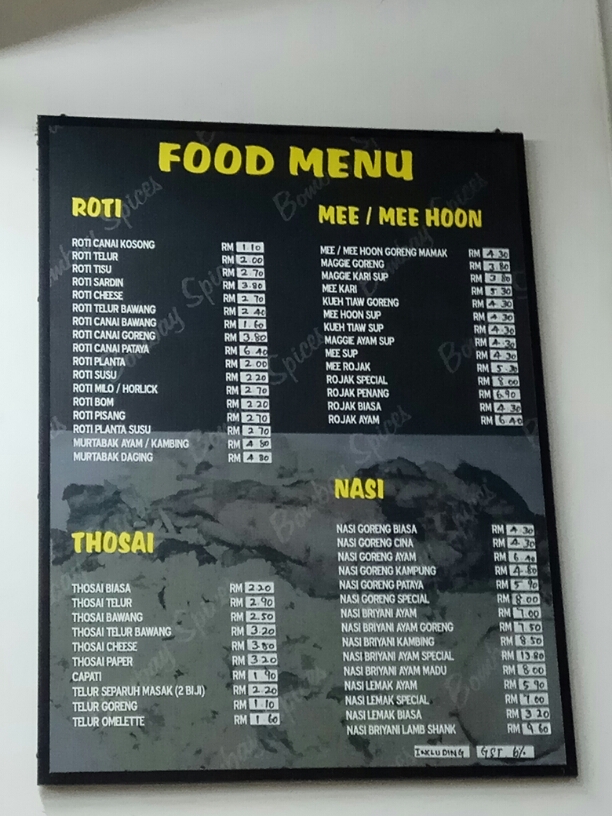 FOOD MENU
ROTI
ROTI CANAI KOSONG RM 1.10
ROTI TELUR RM 2.00
ROTI TISU RM 2.70
ROTI SARDIN RM 3.80
ROTI CHEESE RM 2.70
ROTI TELUR BAWANG RM 2.40
ROTI CANAI BAWANG RM 1.60
ROTI CANAI GORENG RM 3.80
ROTI CANAI PATAYA RM 6.40
ROTI PLANTA RM 2.00
ROTI SUSU RM 2.20
ROTI MILO / HORLICK RM 2.70
ROTI BOM RM 2.20
ROTI PISANG RM 2.70
ROTI PLANTA SUSU RM 2.70
MURTABAK AYAM / KAMBING RM 4.80
MURTABAK DAGING RM 4.80
THOSAI
THOSAI BIASA RM 2.20
THOSAI TELUR RM 2.90
THOSAI BAWANG RM 2.50
THOSAI TELUR BAWANG RM 3.20
THOSAI CHEESE RM 3.80
THOSAI PAPER RM 3.20
CAPATI RM 1.90
TELUR SEPARUH MASAK (2 BIJI) RM 2.20
TELUR GORENG RM 1.10
TELUR OMELETTE RM 1.60
MEE / MEE HOON
MEE / MEE HOON GORENG MAMAK RM 4.30
MAGGIE GORENG RM 3.80
MAGGIE KARI SUP RM 3.80
MEE KARI RM 5.30
KUEH TIAW GORENG RM 4.30
MEE HOON SUP RM 4.30
KUEH TIAW SUP RM 4.30
MAGGIE AYAM SUP RM 4.30
MEE SUP RM 4.30
MEE ROJAK RM 5.30
ROJAK SPECIAL RM 8.00
ROJAK PENANG RM 6.90
ROJAK BIASA RM 4.30
ROJAK AYAM RM 6.40
NASI
NASI GORENG BIASA RM 4.30
NASI GORENG CINA RM 4.30
NASI GORENG AYAM RM 6.40
NASI GORENG KAMPUNG RM 4.80
NASI GORENG PATAYA RM 5.90
NASI GORENG SPECIAL RM 8.00
NASI BRIYANI AYAM RM 7.00
NASI BRIYANI AYAM GORENG RM 7.50
NASI BRIYANI KAMBING RM 8.50
NASI BRIYANI AYAM SPECIAL RM 13.80
NASI BRIYANI AYAM MADU RM 8.00
NASI LEMAK AYAM RM 5.90
NASI LEMAK SPECIAL RM 7.00
NASI LEMAK BIASA RM 3.20
NASI BRIYANI LAMB SHANK RM 9.60
INKLUDING GST 6%